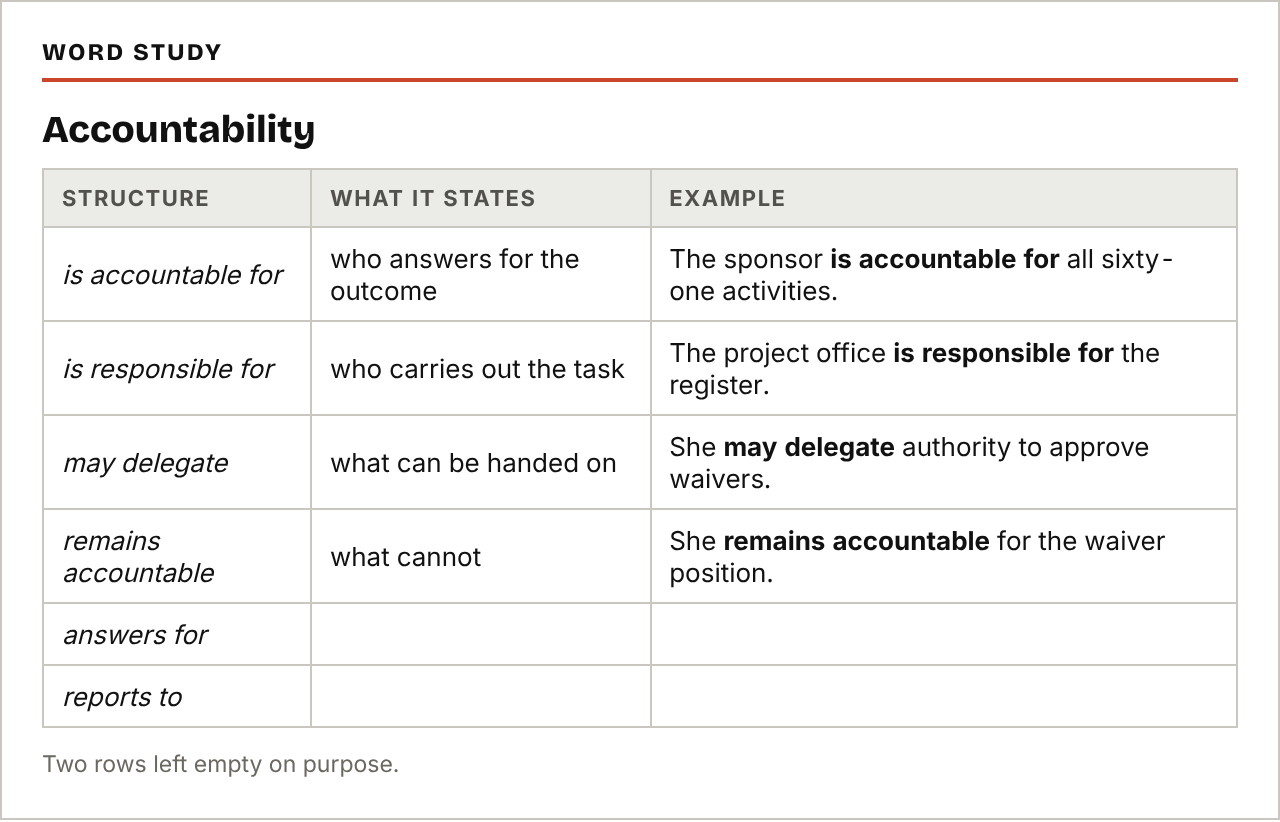 WORD STUDY
Accountability
STRUCTURE
WHAT IT STATES
EXAMPLE
is accountable for
who answers for the
outcome
The sponsor is accountable for all sixty-
one activities.
is responsible for
who carries out the task
The project office is responsible for the
register.
may delegate
what can be handed on
She may delegate authority to approve
waivers.
remains
accountable
what cannot
She remains accountable for the waiver
position.
answers for
reports to
Two rows left empty on purpose.